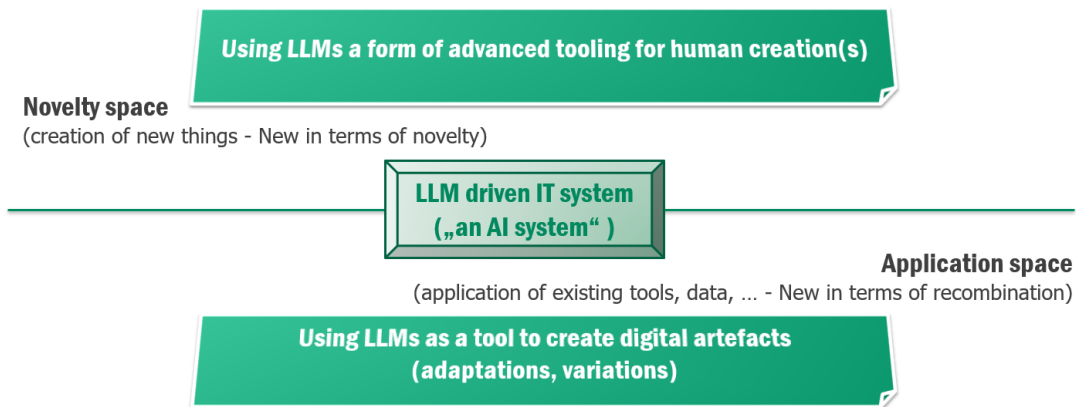 Using LLMs a form of advanced tooling for human creation(s)
Novelty space
(creation of new things - New in terms of novelty)
LLM driven IT system
(„an AI system“ )
Application space
(application of existing tools, data, … - New in terms of recombination)
Using LLMs as a tool to create digital artefacts
(adaptations, variations)